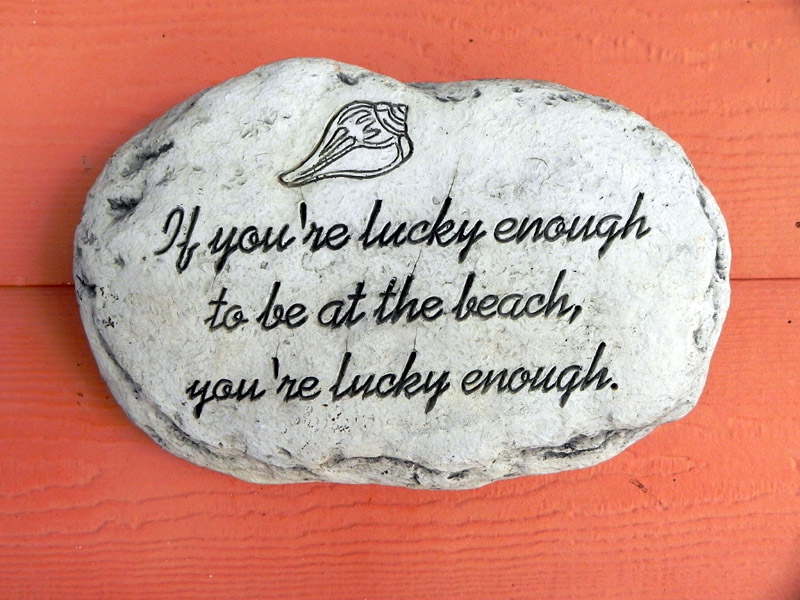 If you're lucky enough
to be at the beach,
you're lucky enough.